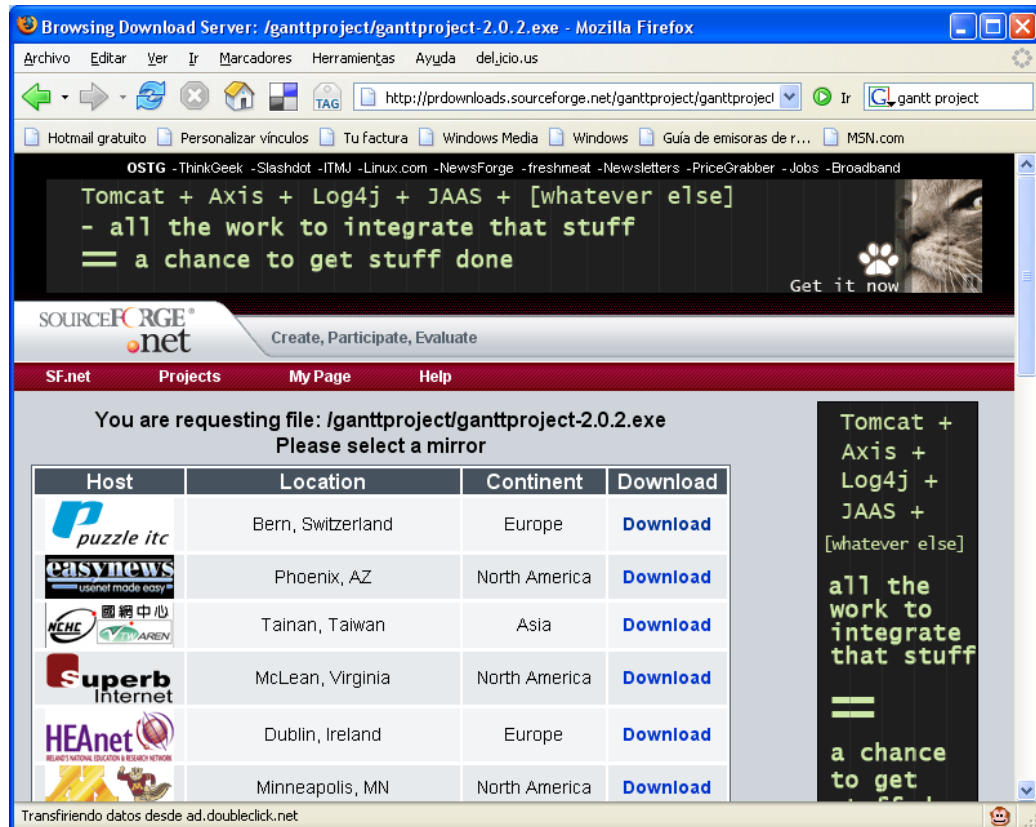 Browsing Download Server: /ganttproject/ganttproject-2.0.2.exe - Mozilla Firefox
Archivo Editar Ver Ir Marcadores Herramientas Ayuda del.icio.us
TAG http://prdownloads.sourceforge.net/ganttproject/ganttproject Ir G gantt project
Hotmail gratuito Personalizar vínculos Tu factura Windows Media Windows Guía de emisoras de r... MSN.com
OSTG - ThinkGeek - Slashdot - ITMJ - Linux.com - NewsForge - freshmeat - Newsletters - PriceGrabber - Jobs - Broadband
Tomcat + Axis + Log4j + JAAS + [whatever else]
- all the work to integrate that stuff
== a chance to get stuff done
Get it now
SOURCEFORGE®
.net
Create, Participate, Evaluate
SF.net Projects My Page Help
You are requesting file: /ganttproject/ganttproject-2.0.2.exe
Please select a mirror
Host Location Continent Download
puzzle itc Bern, Switzerland Europe Download
easynews usenet made easy Phoenix, AZ North America Download
NCHC 國網中心 TWAREN Tainan, Taiwan Asia Download
Superb Internet McLean, Virginia North America Download
HEAnet IRELAND'S NATIONAL EDUCATION & RESEARCH NETWORK Dublin, Ireland Europe Download
M Minneapolis, MN North America Download
Tomcat +
Axis +
Log4j +
JAAS +
[whatever else]
all the
work to
integrate
that stuff
==
a chance
to get
Transfiriendo datos desde ad.doubleclick.net